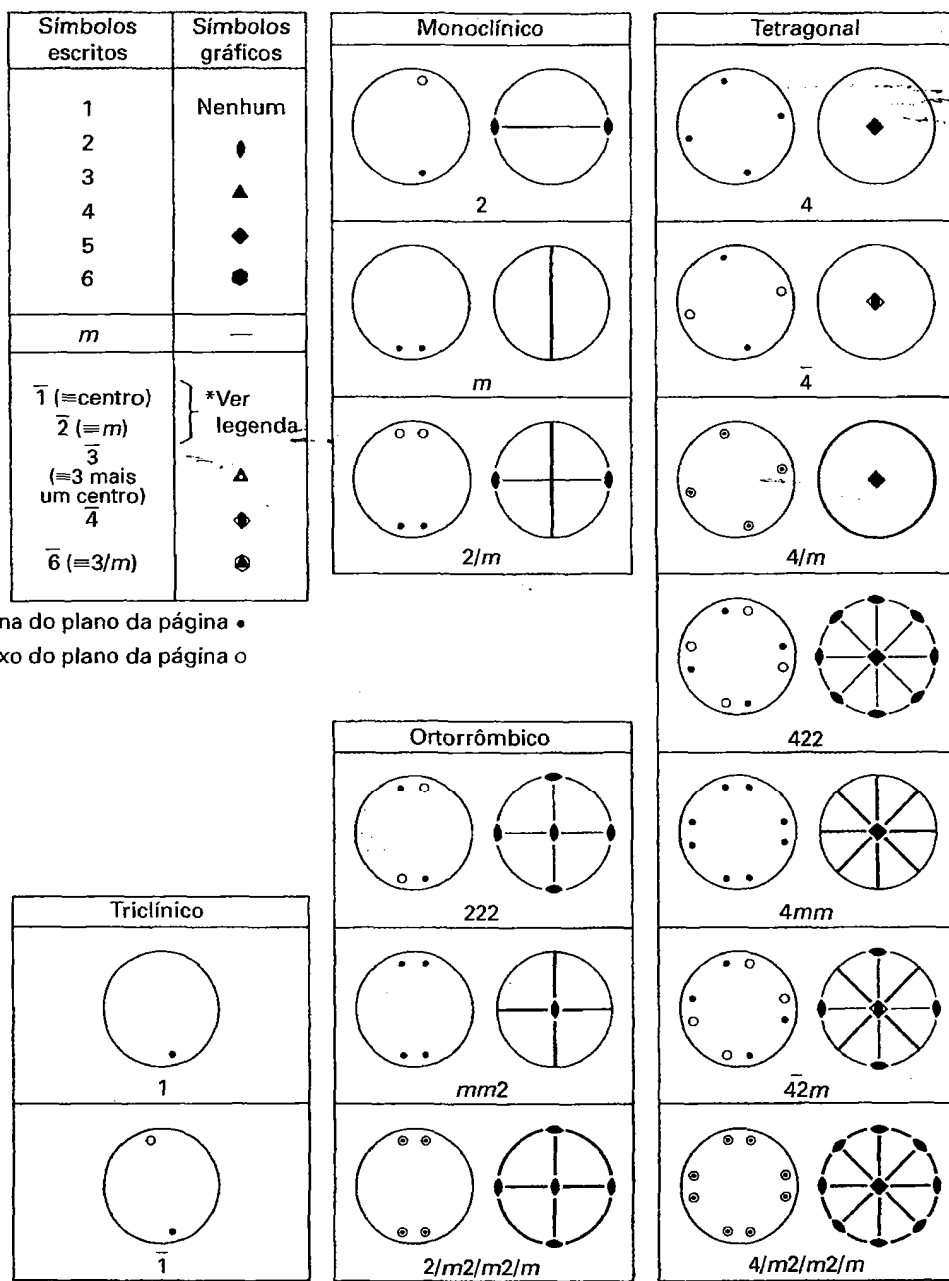 Símbolos escritos
Símbolos gráficos
1
Nenhum
2
3
4
5
6
m
—
1̅ (≡centro)
2̅ (≡m)
*Ver
legenda
3̅
(≡3 mais
um centro)
4̅
6̅ (≡3/m)
na do plano da página •
xo do plano da página o
Triclínico
1
1̅
Monoclínico
2
m
2/m
Ortorrômbico
222
mm2
2/m2/m2/m
Tetragonal
4
4̅
4/m
422
4mm
4̅2m
4/m2/m2/m